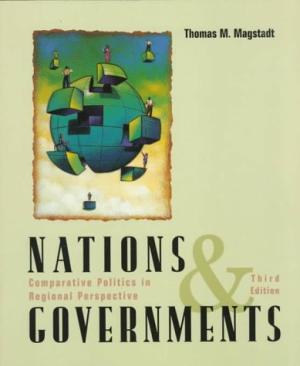 Thomas M. Magstadt
NATIONS
&
Comparative Politics in
Regional Perspective
Third
Edition
GOVERNMENTS